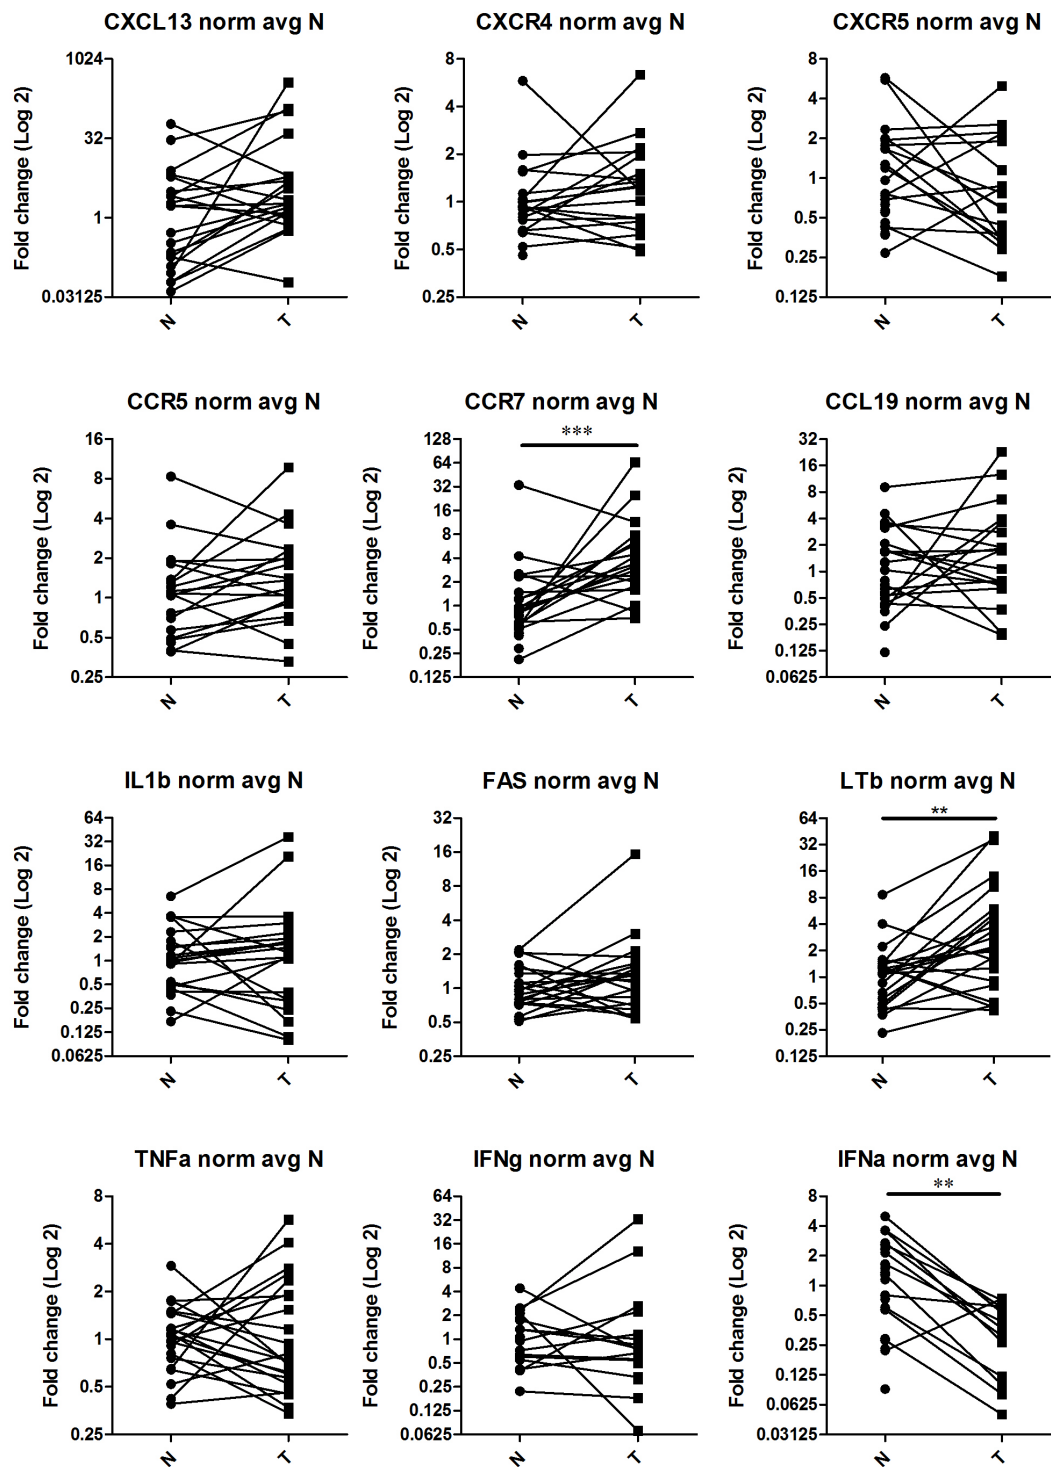 CXCL13 norm avg N
CXCR4 norm avg N
CXCR5 norm avg N
Fold change (Log 2)
1024
32
1
0.03125
N
T
Fold change (Log 2)
8
4
2
1
0.5
0.25
N
T
Fold change (Log 2)
8
4
2
1
0.5
0.25
0.125
N
T
CCR5 norm avg N
CCR7 norm avg N
CCL19 norm avg N
Fold change (Log 2)
16
8
4
2
1
0.5
0.25
N
T
Fold change (Log 2)
***
128
64
32
16
8
4
2
1
0.5
0.25
0.125
N
T
Fold change (Log 2)
32
16
8
4
2
1
0.5
0.25
0.125
0.0625
N
T
IL1b norm avg N
FAS norm avg N
LTb norm avg N
Fold change (Log 2)
64
32
16
8
4
2
1
0.5
0.25
0.125
0.0625
N
T
Fold change (Log 2)
32
16
8
4
2
1
0.5
0.25
N
T
Fold change (Log 2)
**
64
32
16
8
4
2
1
0.5
0.25
0.125
N
T
TNFa norm avg N
IFNg norm avg N
IFNa norm avg N
Fold change (Log 2)
8
4
2
1
0.5
0.25
N
T
Fold change (Log 2)
64
32
16
8
4
2
1
0.5
0.25
0.125
0.0625
N
T
Fold change (Log 2)
**
8
4
2
1
0.5
0.25
0.125
0.0625
0.03125
N
T